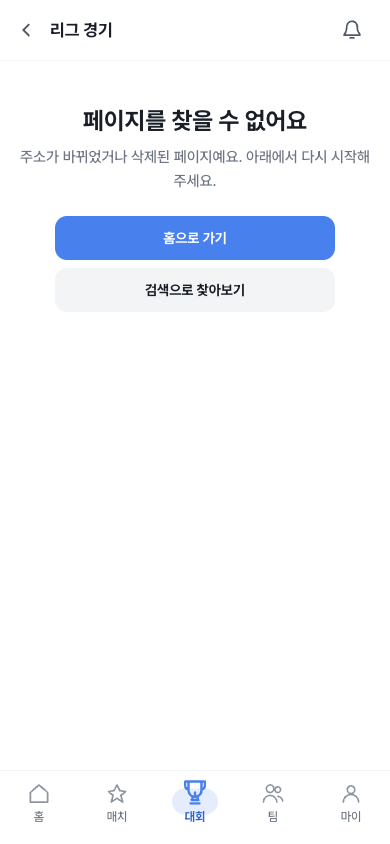 리그 경기
페이지를 찾을 수 없어요
주소가 바뀌었거나 삭제된 페이지예요. 아래에서 다시 시작해
주세요.
홈으로 가기
검색으로 찾아보기
홈
매치
대회
팀
마이